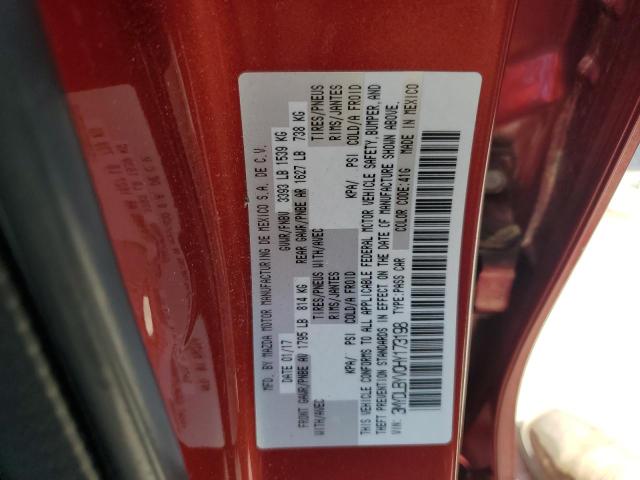 MFD. BY MAZDA MOTOR MANUFACTURING DE MEXICO S.A. DE C.V.
DATE 01/17 GVWR/PNBV 3393 LB 1539 KG
FRONT GAWR/PNBE AV 1795 LB 814 KG REAR GAWR/PNBE AR 1627 LB 738 KG
WITH/AVEC TIRES/PNEUS RIMS/JANTES WITH/AVEC TIRES/PNEUS RIMS/JANTES
KPA/ PSI COLD/A FROID KPA/ PSI COLD/A FROID
THIS VEHICLE CONFORMS TO ALL APPLICABLE FEDERAL MOTOR VEHICLE SAFETY, BUMPER, AND
THEFT PREVENTION STANDARDS IN EFFECT ON THE DATE OF MANUFACTURE SHOWN ABOVE.
VIN: 3MYDLBYV0HY173198 TYPE:PASS CAR COLOR CODE:41G MADE IN MEXICO